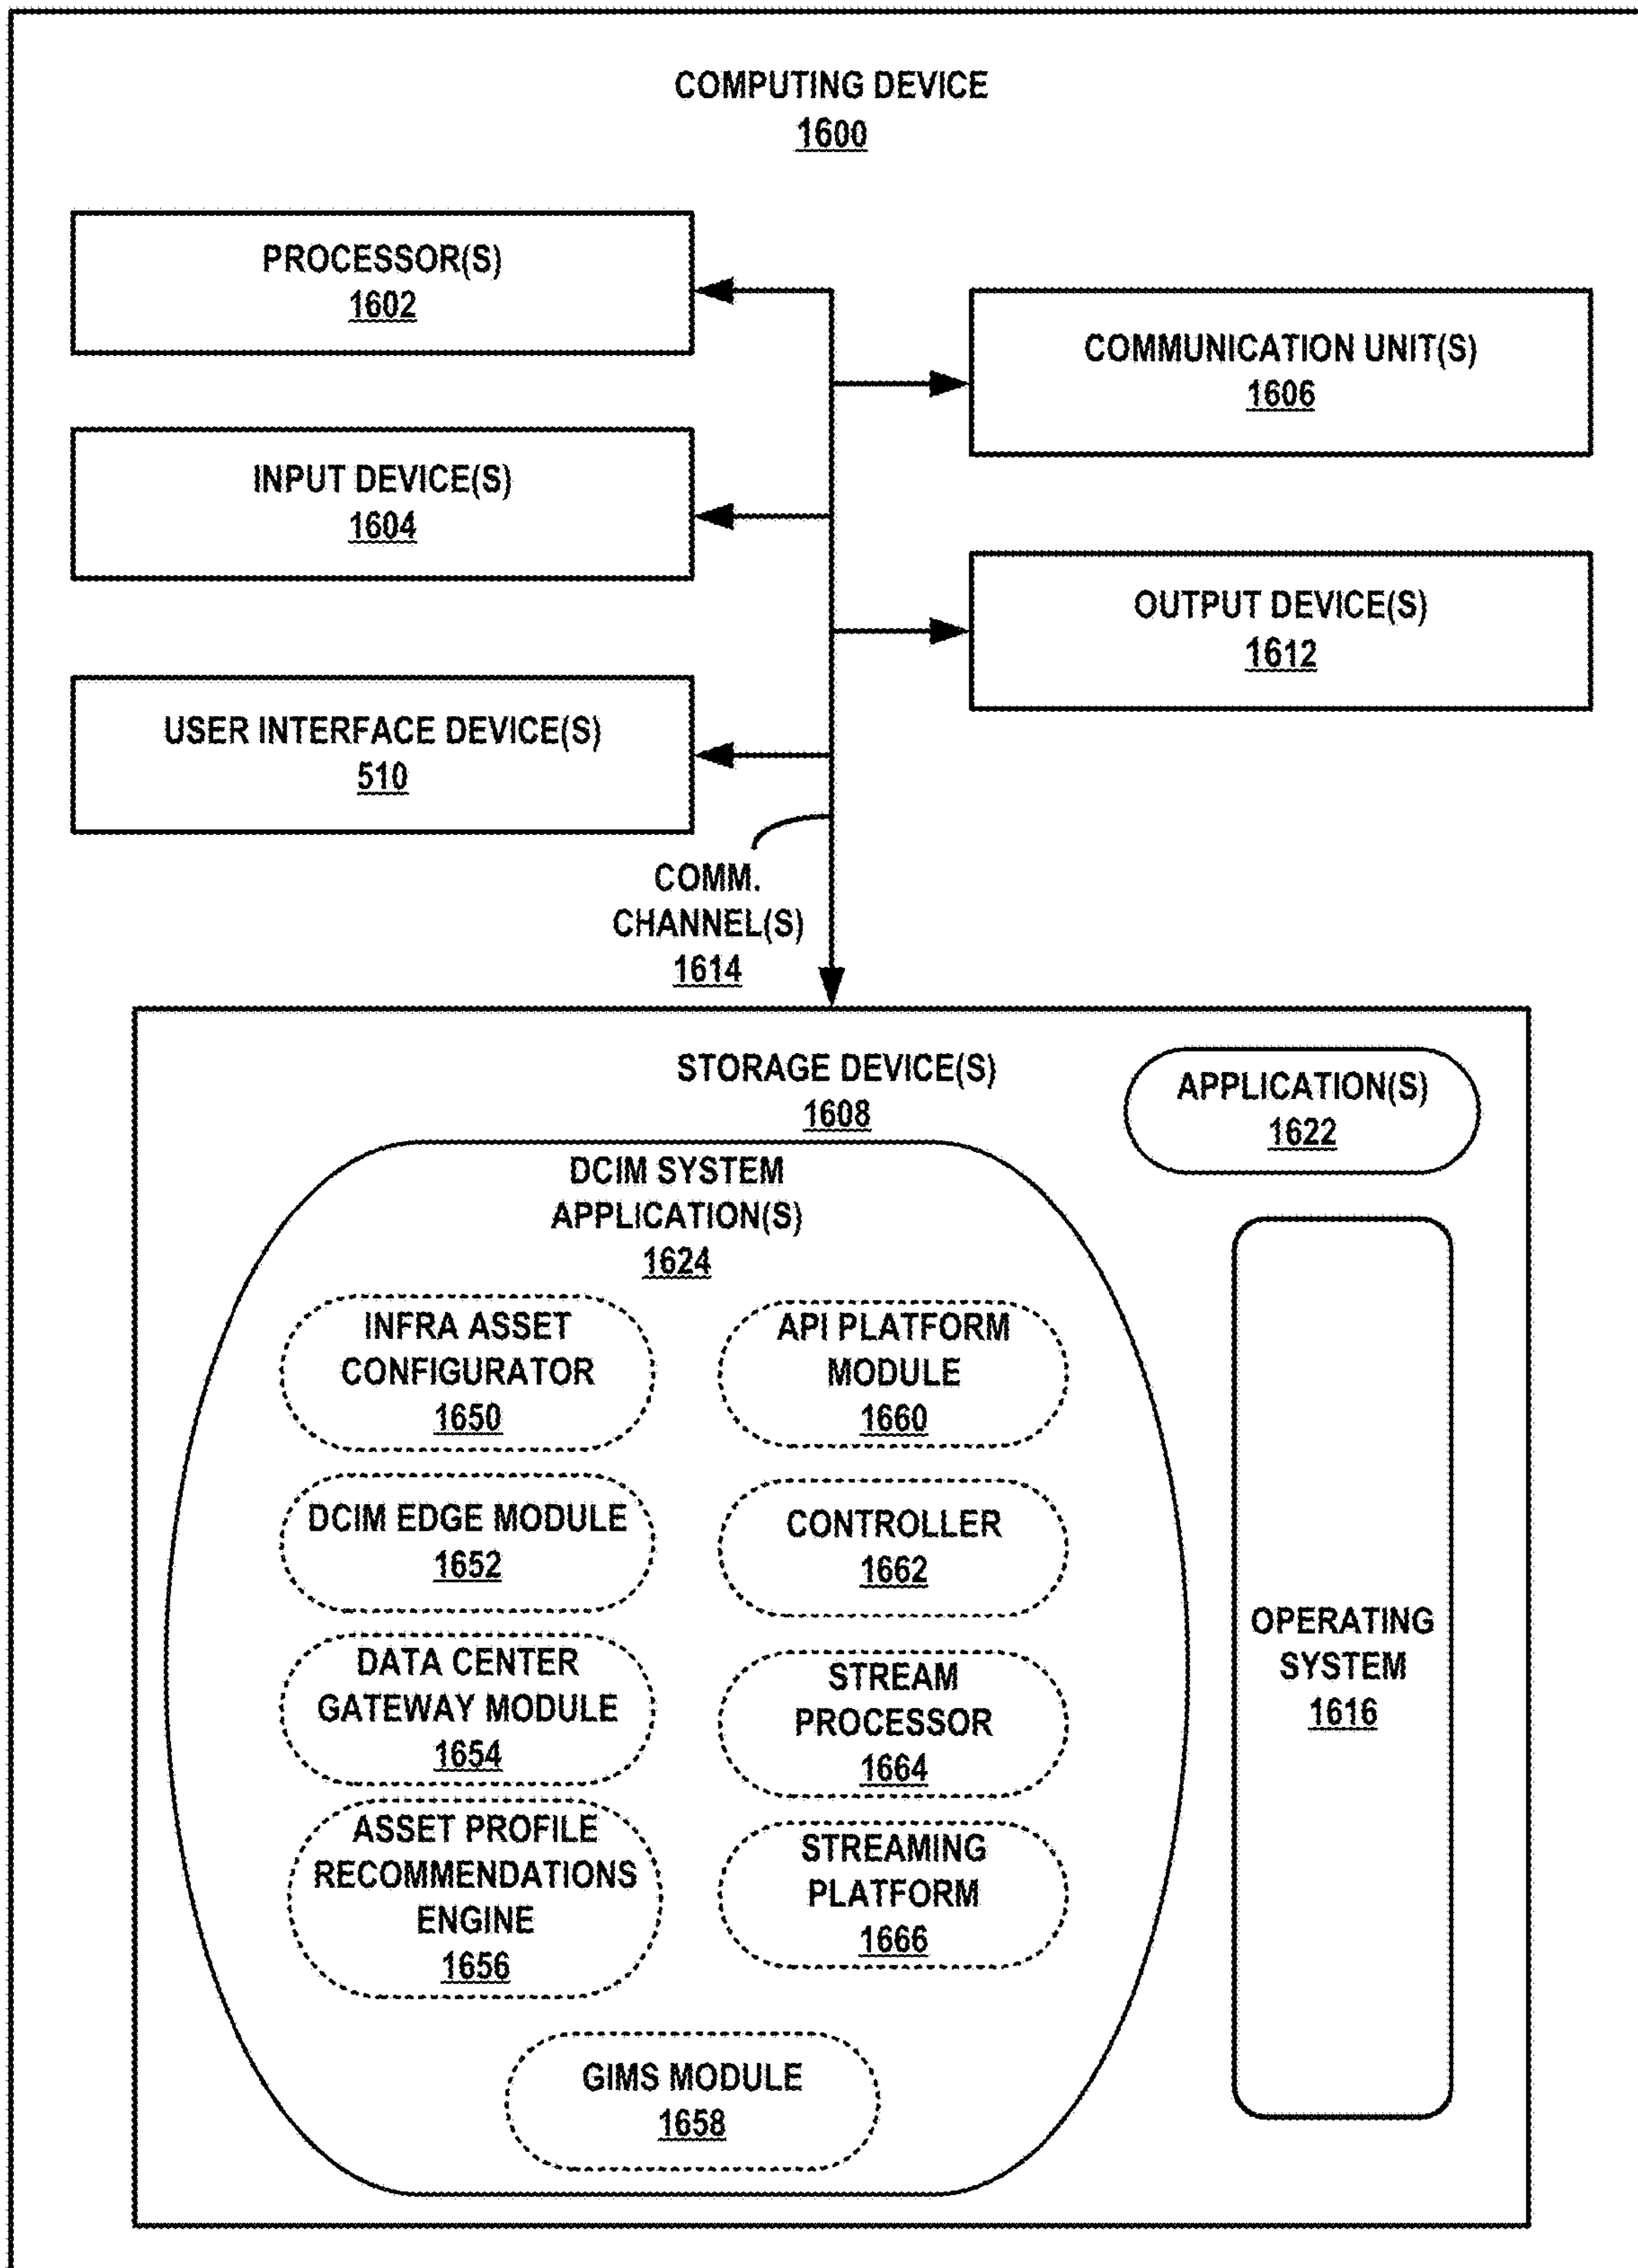 COMPUTING DEVICE
1600
PROCESSOR(S)
1602
COMMUNICATION UNIT(S)
1606
INPUT DEVICE(S)
1604
OUTPUT DEVICE(S)
1612
USER INTERFACE DEVICE(S)
510
COMM.
CHANNEL(S)
1614
STORAGE DEVICE(S)
1608
APPLICATION(S)
1622
DCIM SYSTEM
APPLICATION(S)
1624
INFRA ASSET
CONFIGURATOR
1650
API PLATFORM
MODULE
1660
DCIM EDGE MODULE
1652
CONTROLLER
1662
DATA CENTER
GATEWAY MODULE
1654
STREAM
PROCESSOR
1664
ASSET PROFILE
RECOMMENDATIONS
ENGINE
1656
STREAMING
PLATFORM
1666
GIMS MODULE
1658
OPERATING
SYSTEM
1616